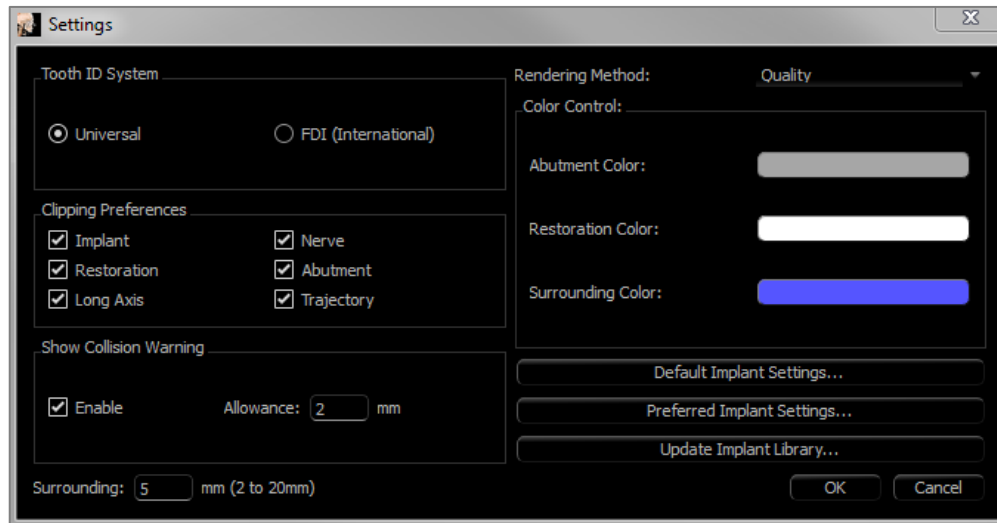 Settings
Tooth ID System
Universal
FDI (International)
Clipping Preferences
Implant
Nerve
Restoration
Abutment
Long Axis
Trajectory
Show Collision Warning
Enable
Allowance: 2 mm
Surrounding: 5 mm (2 to 20mm)
Rendering Method: Quality
Color Control:
Abutment Color:
Restoration Color:
Surrounding Color:
Default Implant Settings...
Preferred Implant Settings...
Update Implant Library...
OK
Cancel